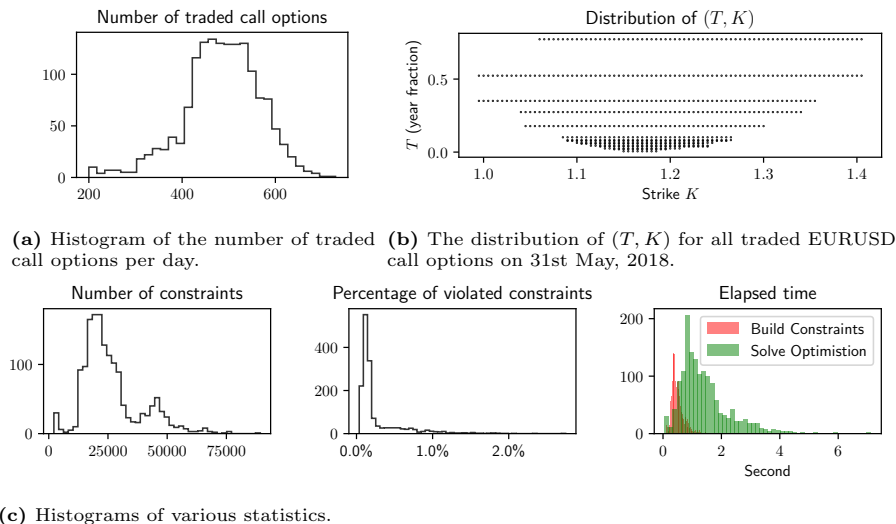 Number of traded call options
100
50
0
200
400
600
Distribution of (T, K)
T (year fraction)
0.5
0.0
1.0
1.1
1.2
1.3
1.4
Strike K
(a) Histogram of the number of traded
call options per day.
(b) The distribution of (T, K) for all traded EURUSD
call options on 31st May, 2018.
Number of constraints
100
0
0
25000
50000
75000
Percentage of violated constraints
400
200
0
0.0%
1.0%
2.0%
Elapsed time
Build Constraints
Solve Optimistion
200
100
0
0
2
4
6
Second
(c) Histograms of various statistics.